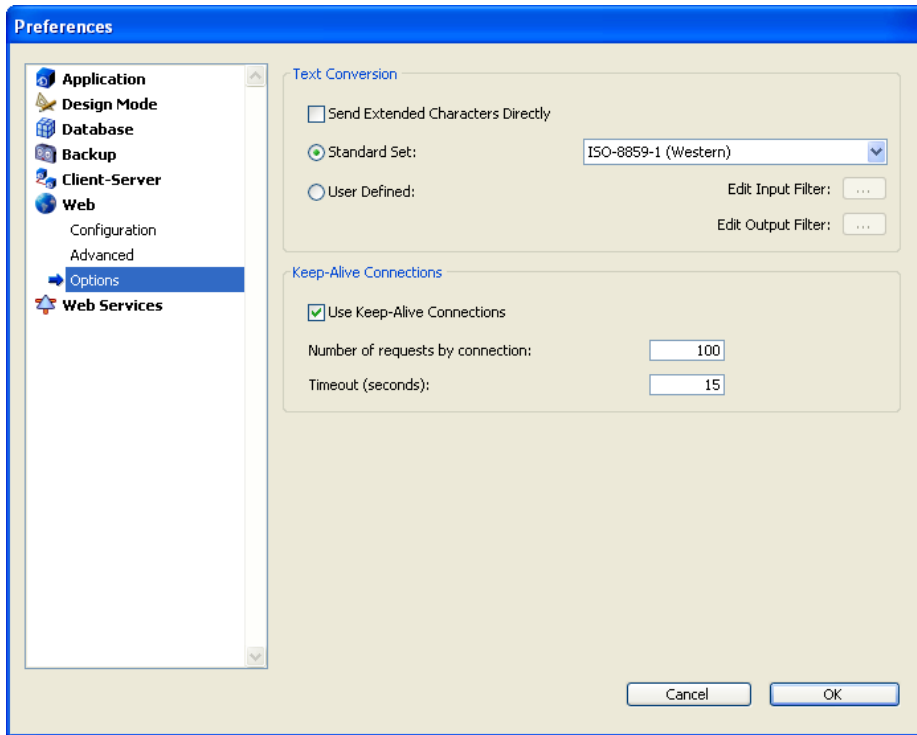 Preferences
Application
Design Mode
Database
Backup
Client-Server
Web
Configuration
Advanced
Options
Web Services
Text Conversion
Send Extended Characters Directly
Standard Set: ISO-8859-1 (Western)
User Defined: Edit Input Filter: ...
Edit Output Filter: ...
Keep-Alive Connections
Use Keep-Alive Connections
Number of requests by connection: 100
Timeout (seconds): 15
Cancel OK